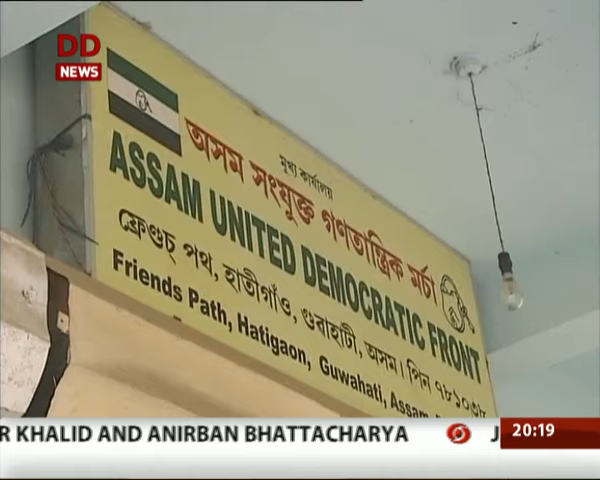 DD
NEWS
মুখ্য কাৰ্যালয়
অসম সংযুক্ত গণতান্ত্ৰিক মৰ্চা
ASSAM UNITED DEMOCRATIC FRONT
ফ্ৰেণ্ডচ্ পথ, হাতীগাঁও, গুৱাহাটী, অসম। পিন ৭৮১০৩৮
Friends Path, Hatigaon, Guwahati, Assam
R KHALID AND ANIRBAN BHATTACHARYA
20:19